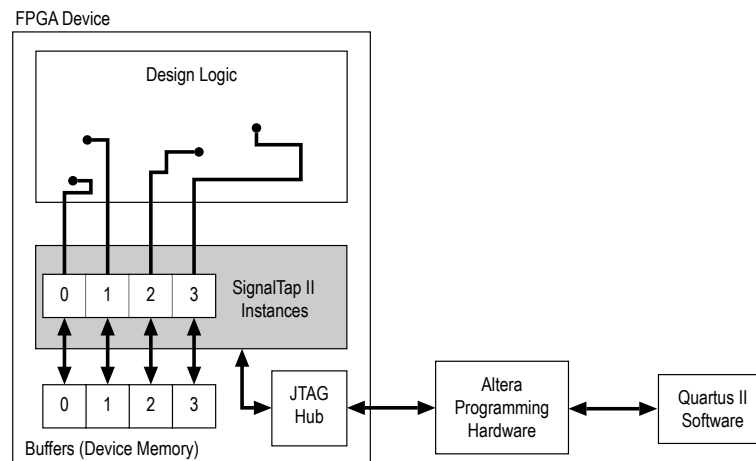 FPGA Device
Design Logic
0 1 2 3
SignalTap II
Instances
0 1 2 3
Buffers (Device Memory)
JTAG
Hub
Altera
Programming
Hardware
Quartus II
Software